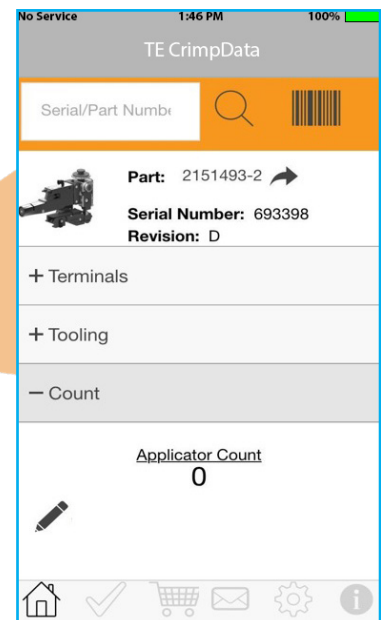 No Service 1:46 PM 100%
TE CrimpData
Serial/Part Numbe
Part: 2151493-2
Serial Number: 693398
Revision: D
+ Terminals
+ Tooling
− Count
Applicator Count
0